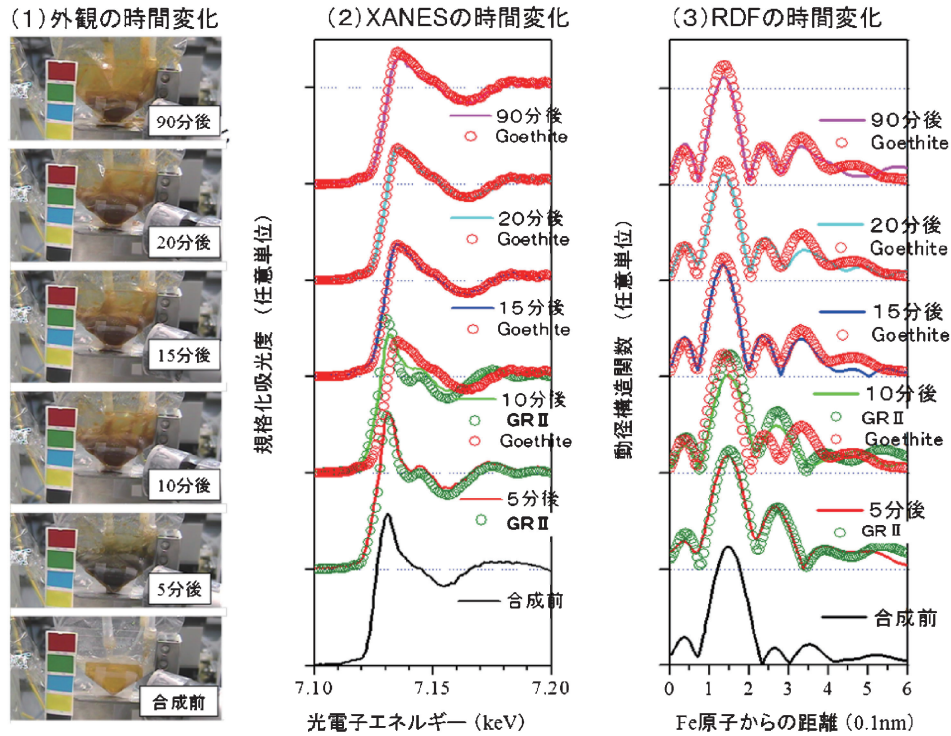 (1)外観の時間変化
90分後
20分後
15分後
10分後
5分後
合成前
(2)XANESの時間変化
規格化吸光度 (任意単位)
90分後
Goethite
20分後
Goethite
15分後
Goethite
10分後
GRⅡ
Goethite
5分後
GRⅡ
合成前
7.10
7.15
7.20
光電子エネルギー(keV)
(3)RDFの時間変化
動径構造関数 (任意単位)
90分後
Goethite
20分後
Goethite
15分後
Goethite
10分後
GRⅡ
Goethite
5分後
GRⅡ
合成前
0 1 2 3 4 5 6
Fe原子からの距離(0.1nm)